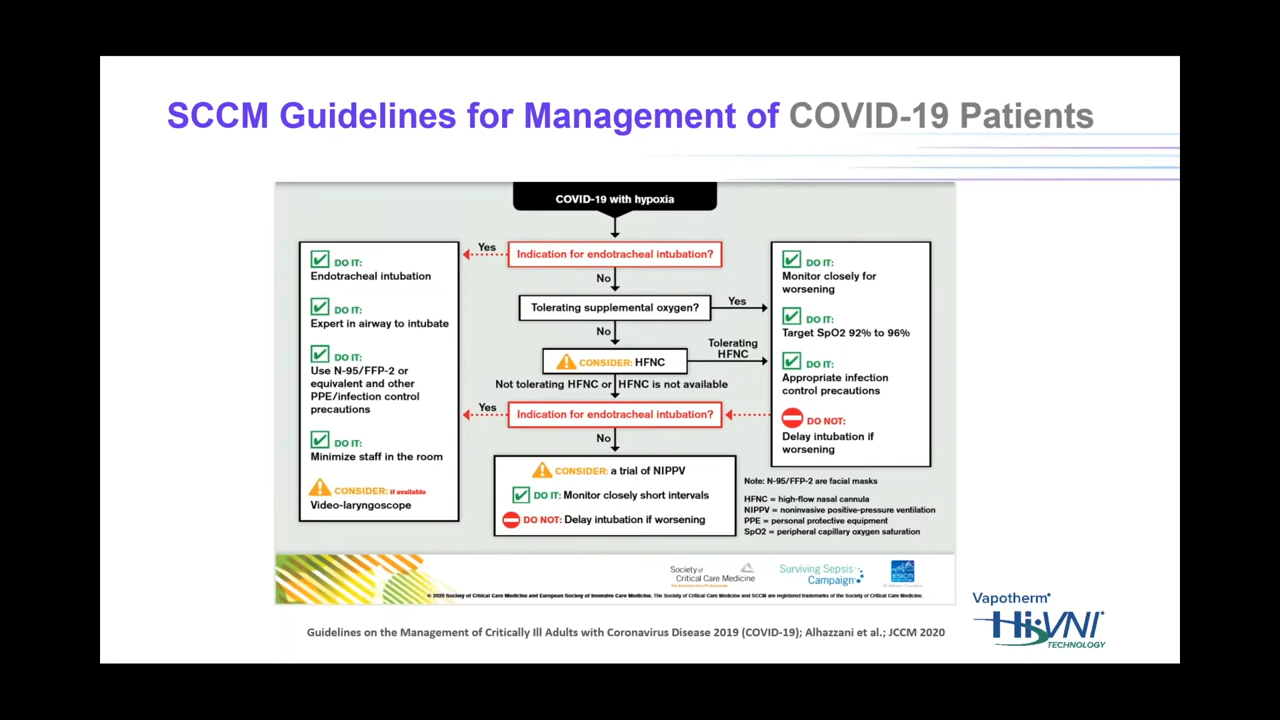 SCCM Guidelines for Management of COVID-19 Patients
COVID-19 with hypoxia
Indication for endotracheal intubation?
Yes
No
Tolerating supplemental oxygen?
Yes
No
CONSIDER: HFNC
Tolerating
HFNC
Not tolerating HFNC or HFNC is not available
Indication for endotracheal intubation?
Yes
No
CONSIDER: a trial of NIPPV
DO IT: Monitor closely short intervals
DO NOT: Delay intubation if worsening
DO IT:
Endotracheal intubation
DO IT:
Expert in airway to intubate
DO IT:
Use N-95/FFP-2 or
equivalent and other
PPE/infection control
precautions
DO IT:
Minimize staff in the room
CONSIDER: if available
Video-laryngoscope
DO IT:
Monitor closely for
worsening
DO IT:
Target SpO2 92% to 96%
DO IT:
Appropriate infection
control precautions
DO NOT:
Delay intubation if
worsening
Note: N-95/FFP-2 are facial masks
HFNC = high-flow nasal cannula
NIPPV = noninvasive positive-pressure ventilation
PPE = personal protective equipment
SpO2 = peripheral capillary oxygen saturation
Society of
Critical Care Medicine
Surviving Sepsis
Campaign
© 2020 Society of Critical Care Medicine and European Society of Intensive Care Medicine. The Society of Critical Care Medicine and SCCM are registered trademarks of the Society of Critical Care Medicine.
Guidelines on the Management of Critically Ill Adults with Coronavirus Disease 2019 (COVID-19); Alhazzani et al.; JCCM 2020
Vapotherm®
Hi-VNI®
TECHNOLOGY